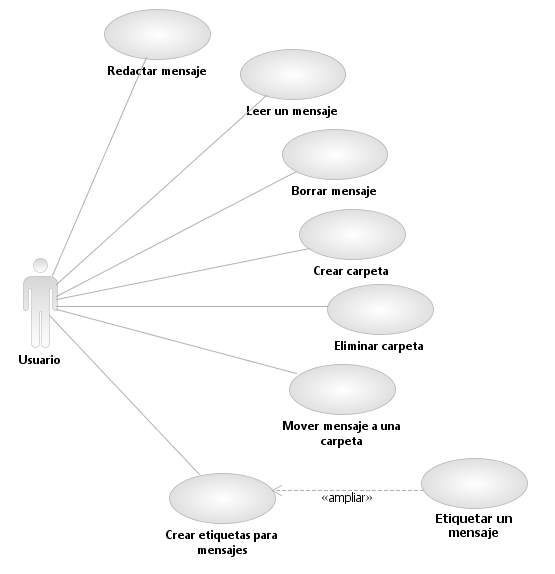 Redactar mensaje
Leer un mensaje
Borrar mensaje
Crear carpeta
Eliminar carpeta
Usuario
Mover mensaje a una
carpeta
«ampliar»
Etiquetar un
mensaje
Crear etiquetas para
mensajes